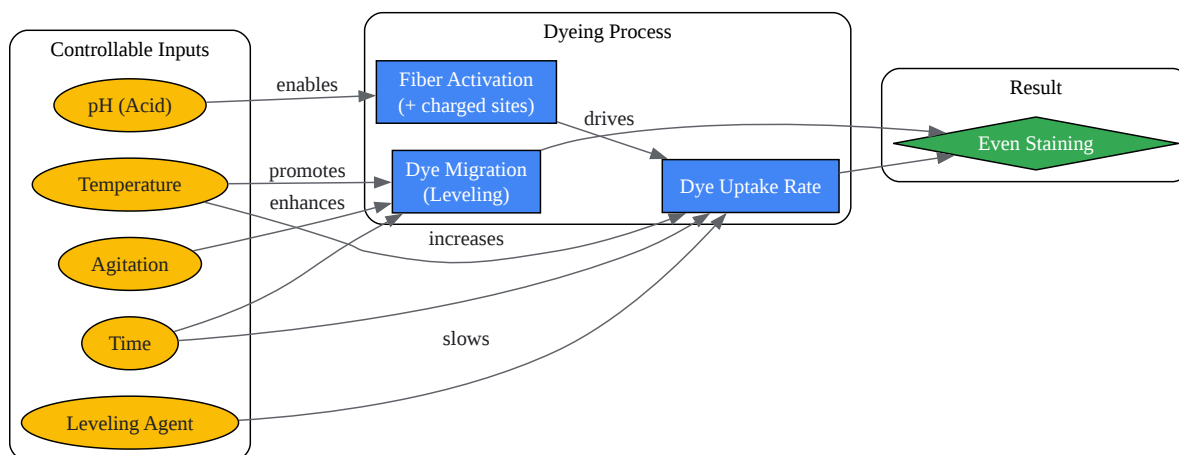 Controllable Inputs
pH (Acid)
Temperature
Agitation
Time
Leveling Agent
enables
promotes
enhances
increases
slows
Dyeing Process
Fiber Activation
(+ charged sites)
Dye Migration
(Leveling)
drives
Dye Uptake Rate
Result
Even Staining